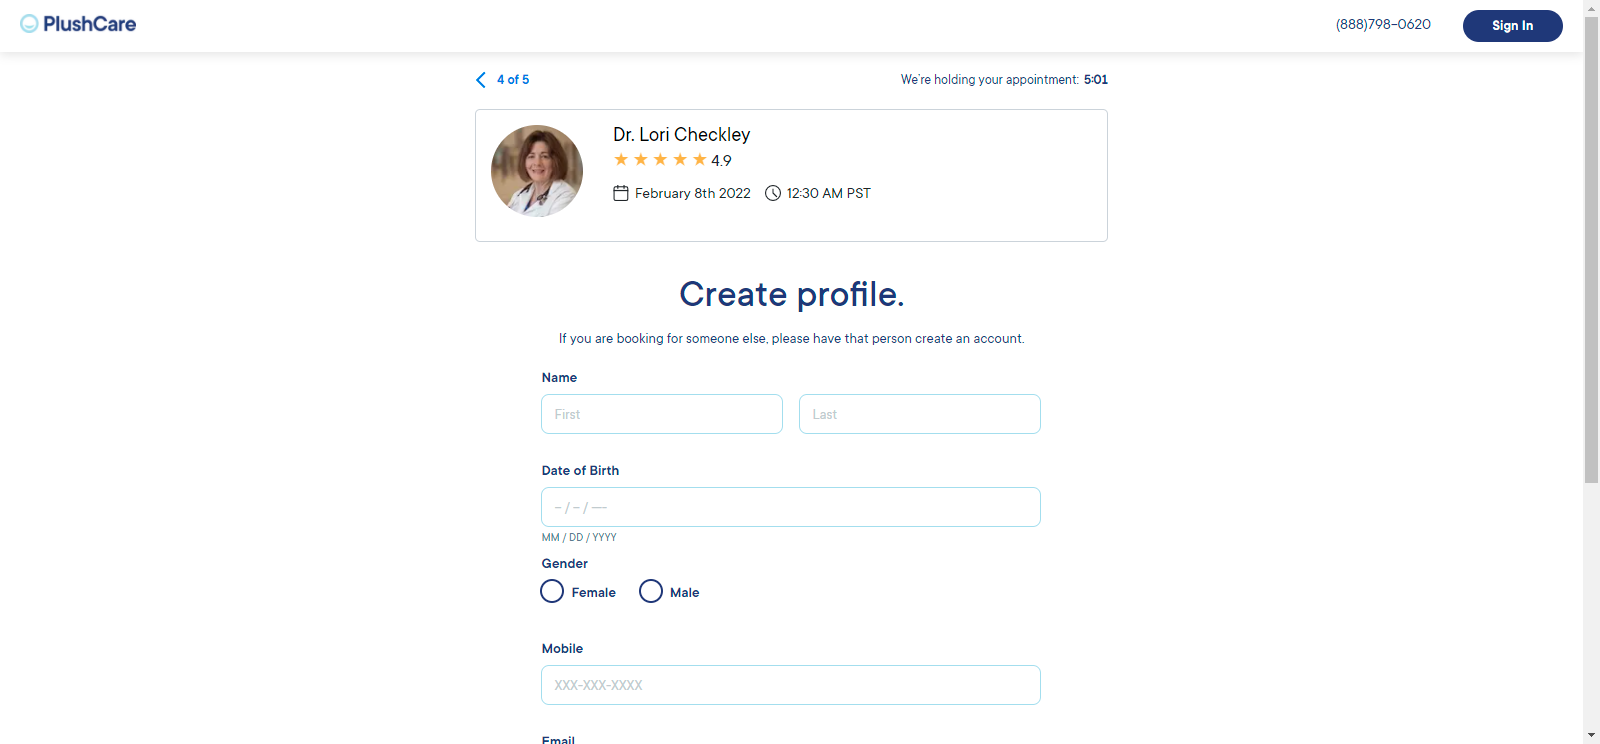 PlushCare
(888)798-0620
Sign In
4 of 5
We're holding your appointment: 5:01
Dr. Lori Checkley
4.9
February 8th 2022
12:30 AM PST
Create profile.
If you are booking for someone else, please have that person create an account.
Name
First
Last
Date of Birth
-- / -- / ----
MM / DD / YYYY
Gender
Female
Male
Mobile
XXX-XXX-XXXX
Email